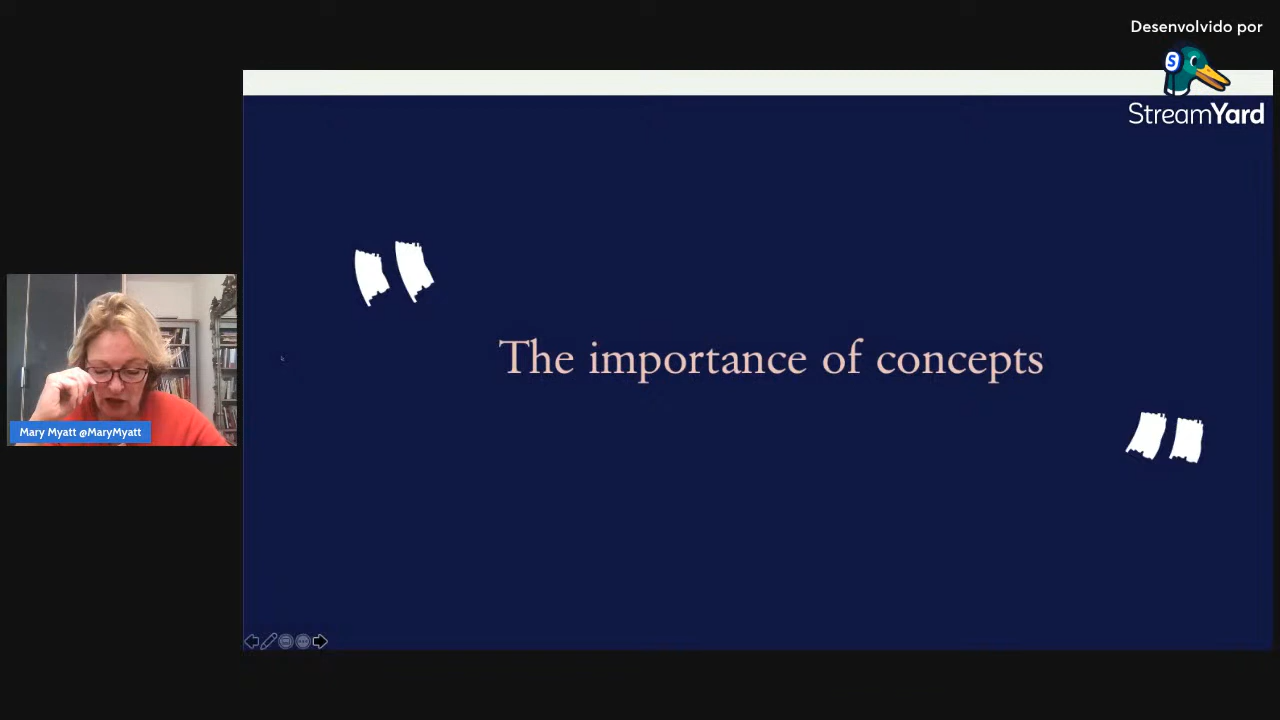 Desenvolvido por
S
StreamYard
The importance of concepts
Mary Myatt @MaryMyatt